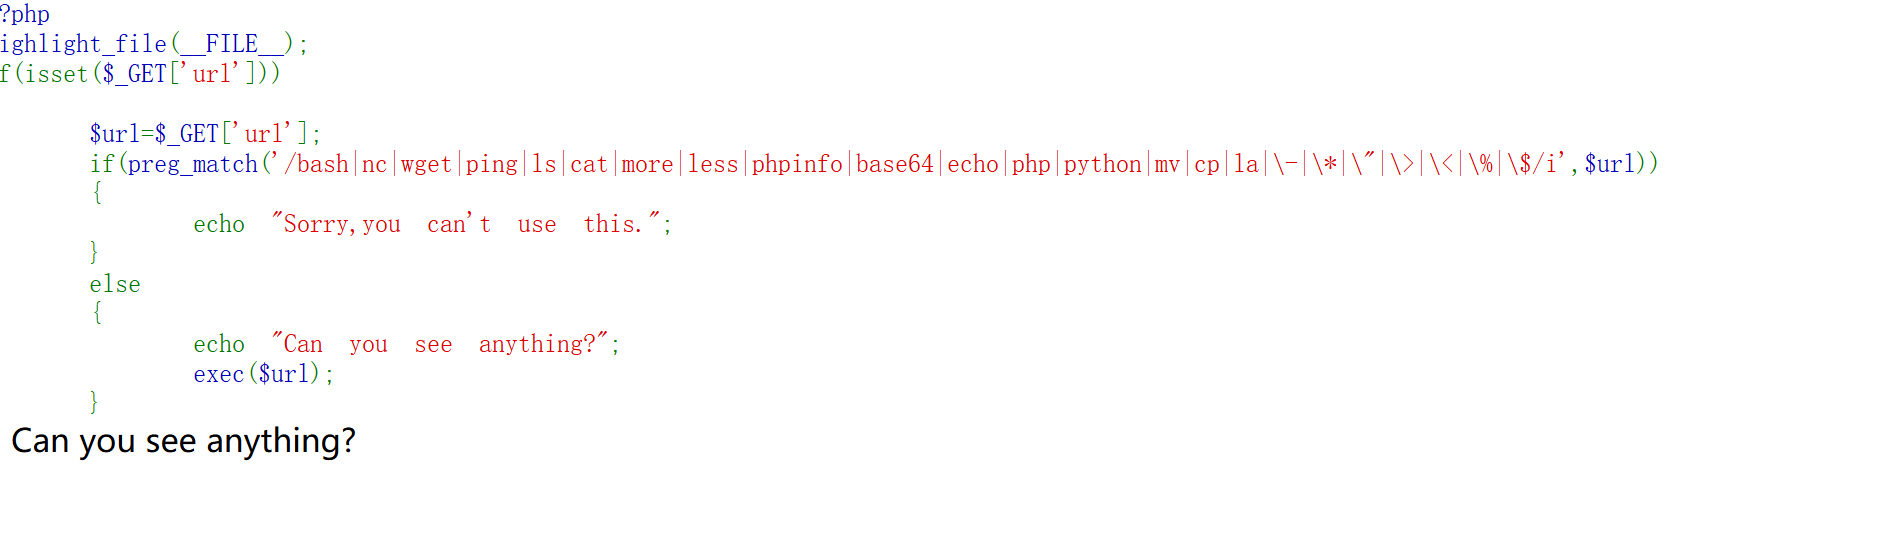 ?php
ighlight_file(__FILE__);
f(isset($_GET['url']))
$url=$_GET['url'];
if(preg_match('/bash|nc|wget|ping|ls|cat|more|less|phpinfo|base64|echo|php|python|mv|cp|la|\-|\*|\"|\>|\<|\%|\$/i',$url))
{
echo "Sorry,you can't use this.";
}
else
{
echo "Can you see anything?";
exec($url);
}
Can you see anything?